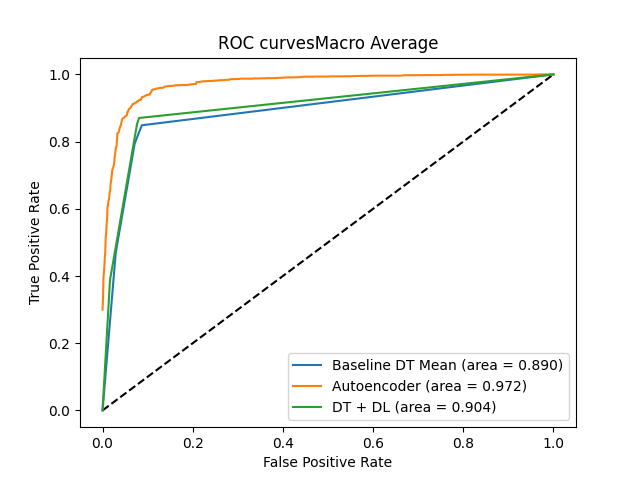 ROC curvesMacro Average
1.0
0.8
0.6
0.4
0.2
0.0
True Positive Rate
Baseline DT Mean (area = 0.890)
Autoencoder (area = 0.972)
DT + DL (area = 0.904)
0.0 0.2 0.4 0.6 0.8 1.0
False Positive Rate